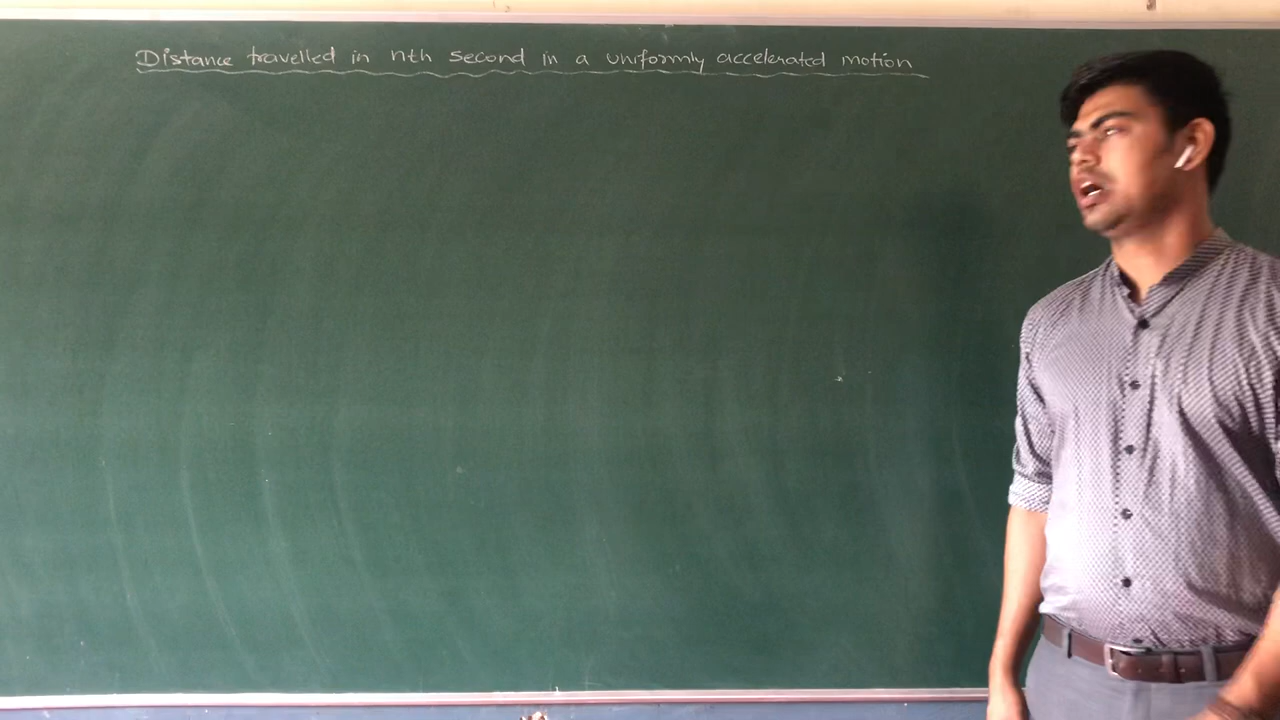 Distance travelled in nth second in a uniformly accelerated motion